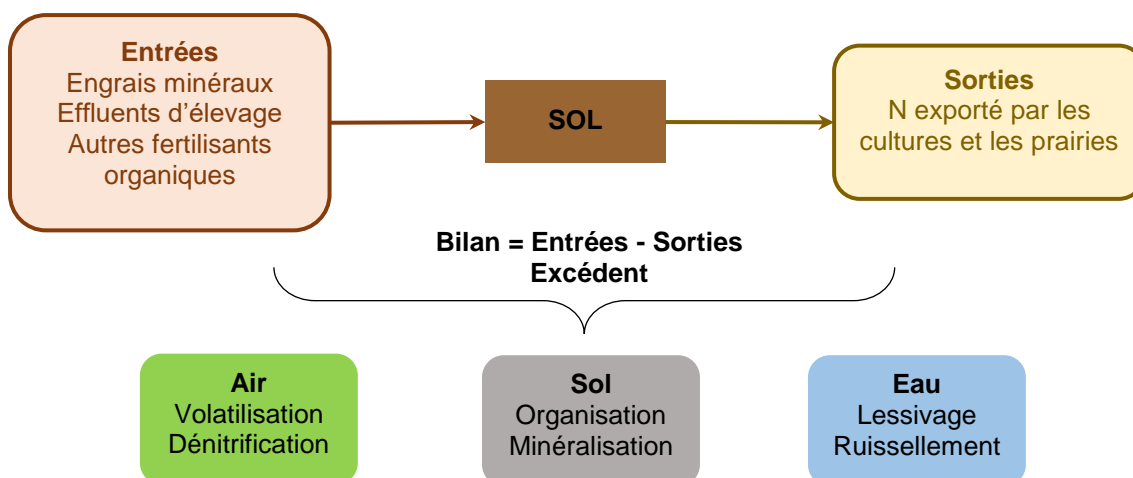 Entrées
Engrais minéraux
Effluents d’élevage
Autres fertilisants
organiques
SOL
Sorties
N exporté par les
cultures et les prairies
Bilan = Entrées - Sorties
Excédent
Air
Volatilisation
Dénitrification
Sol
Organisation
Minéralisation
Eau
Lessivage
Ruissellement